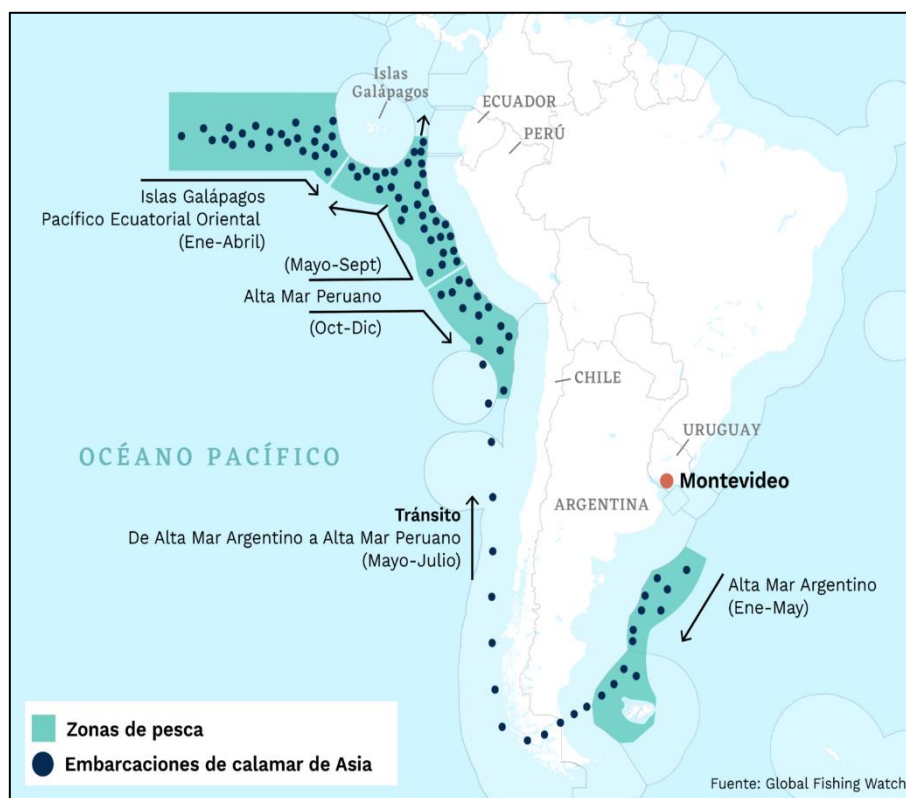 Islas
Galápagos
ECUADOR
PERÚ
Islas Galápagos
Pacífico Ecuatorial Oriental
(Ene-Abril)
(Mayo-Sept)
Alta Mar Peruano
(Oct-Dic)
CHILE
URUGUAY
Montevideo
OCÉANO PACÍFICO
ARGENTINA
Tránsito
De Alta Mar Argentino a Alta Mar Peruano
(Mayo-Julio)
Alta Mar Argentino
(Ene-May)
Zonas de pesca
Embarcaciones de calamar de Asia
Fuente: Global Fishing Watch